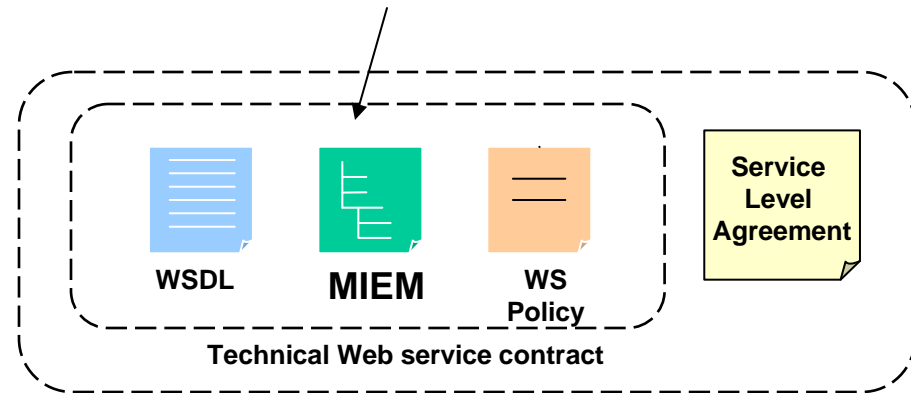 WSDL
MIEM
WS
Policy
Service
Level
Agreement
Technical Web service contract